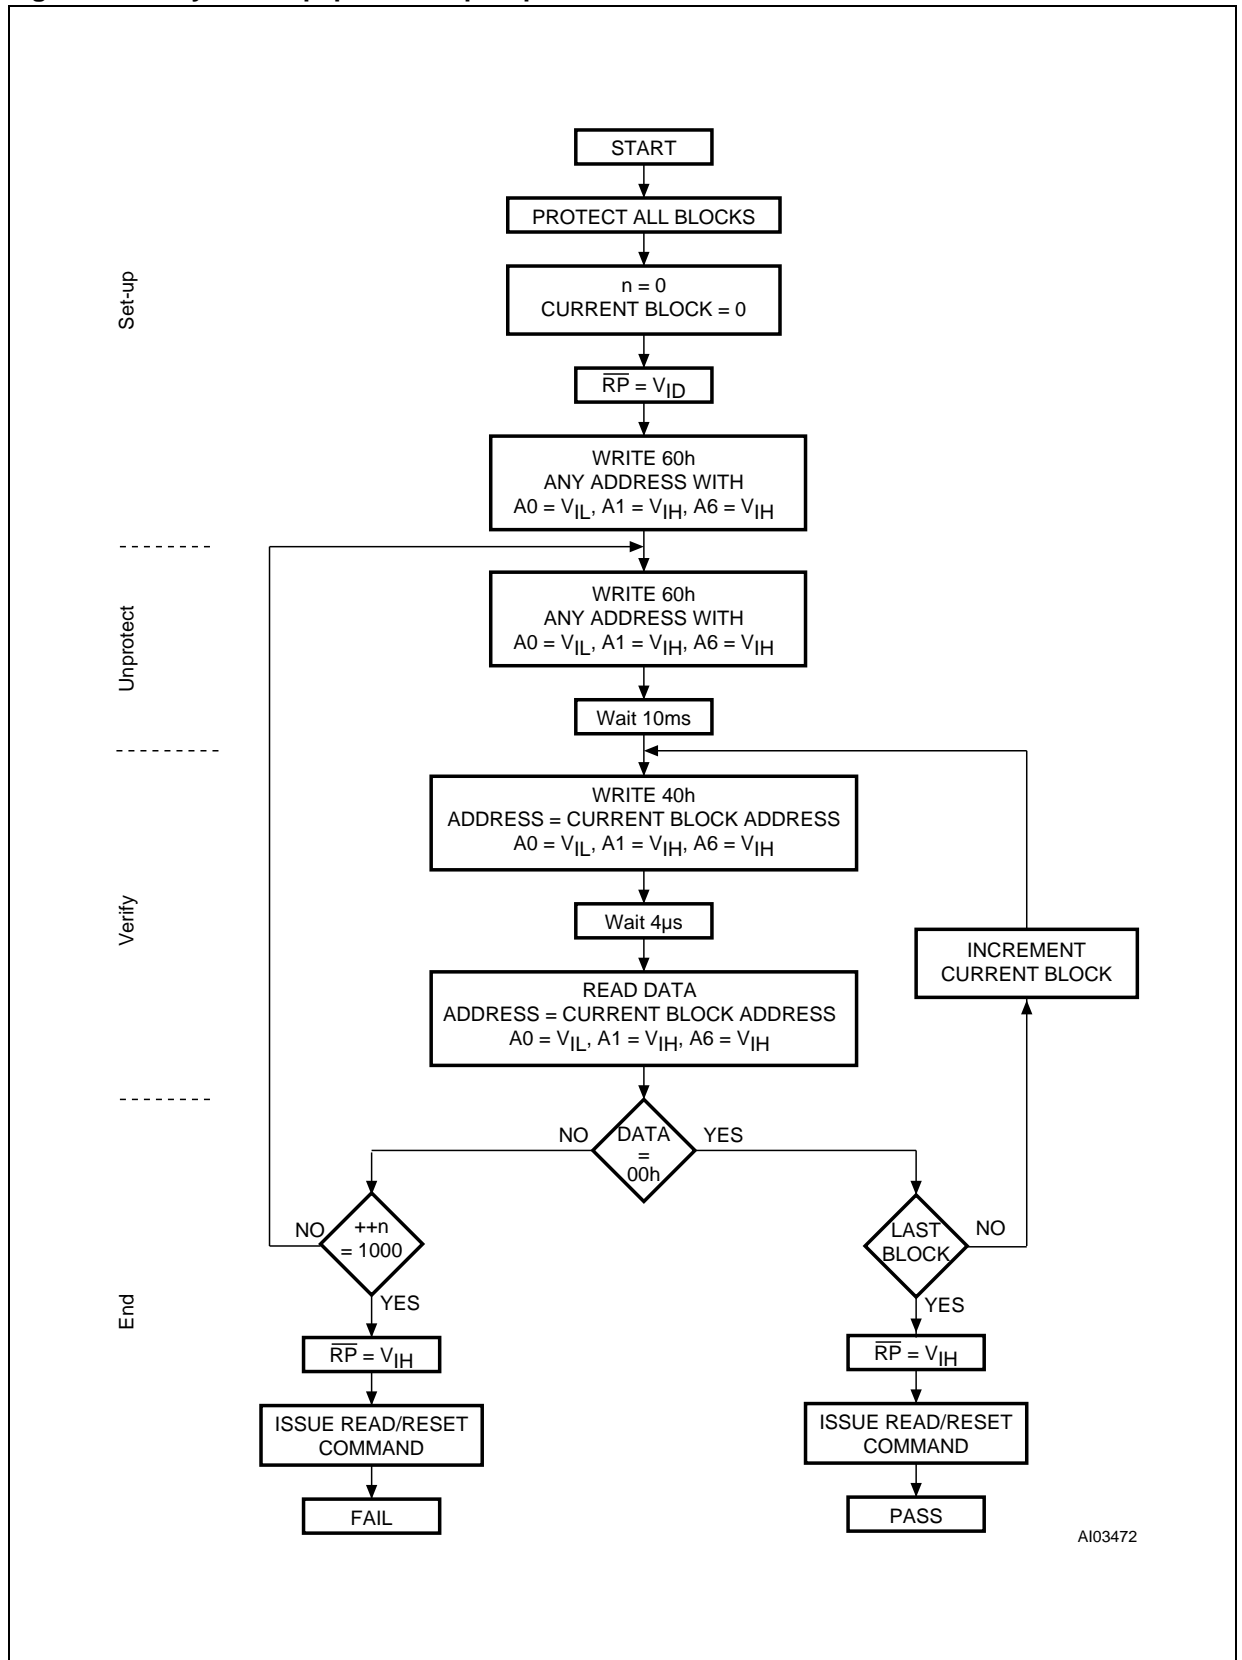 START
PROTECT ALL BLOCKS
Set-up
n = 0
CURRENT BLOCK = 0
RP = VID
WRITE 60h
ANY ADDRESS WITH
A0 = VIL, A1 = VIH, A6 = VIH
Unprotect
WRITE 60h
ANY ADDRESS WITH
A0 = VIL, A1 = VIH, A6 = VIH
Wait 10ms
Verify
WRITE 40h
ADDRESS = CURRENT BLOCK ADDRESS
A0 = VIL, A1 = VIH, A6 = VIH
Wait 4µs
INCREMENT
CURRENT BLOCK
READ DATA
ADDRESS = CURRENT BLOCK ADDRESS
A0 = VIL, A1 = VIH, A6 = VIH
End
NO
DATA
=
00h
YES
NO
++n
= 1000
YES
LAST
BLOCK
NO
YES
RP = VIH
RP = VIH
ISSUE READ/RESET
COMMAND
ISSUE READ/RESET
COMMAND
FAIL
PASS
AI03472